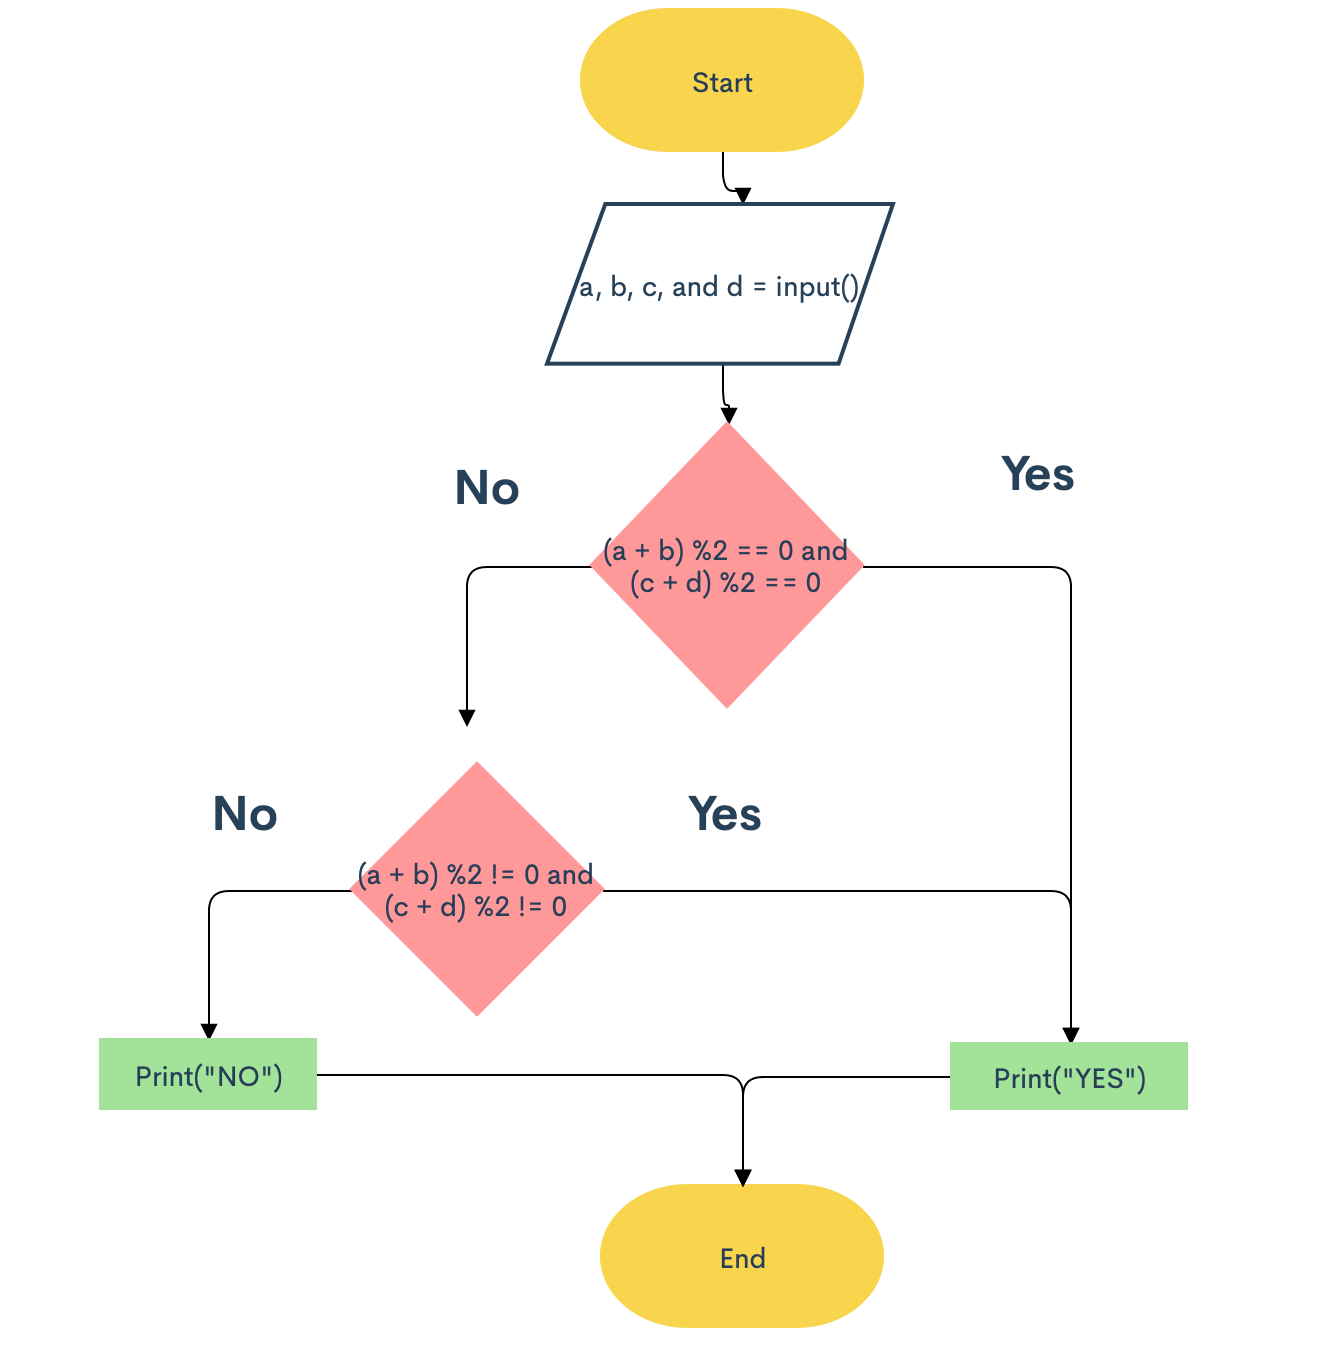 Start
a, b, c, and d = input()
No
Yes
(a + b) %2 == 0 and
(c + d) %2 == 0
No
Yes
(a + b) %2 != 0 and
(c + d) %2 != 0
Print("NO")
Print("YES")
End